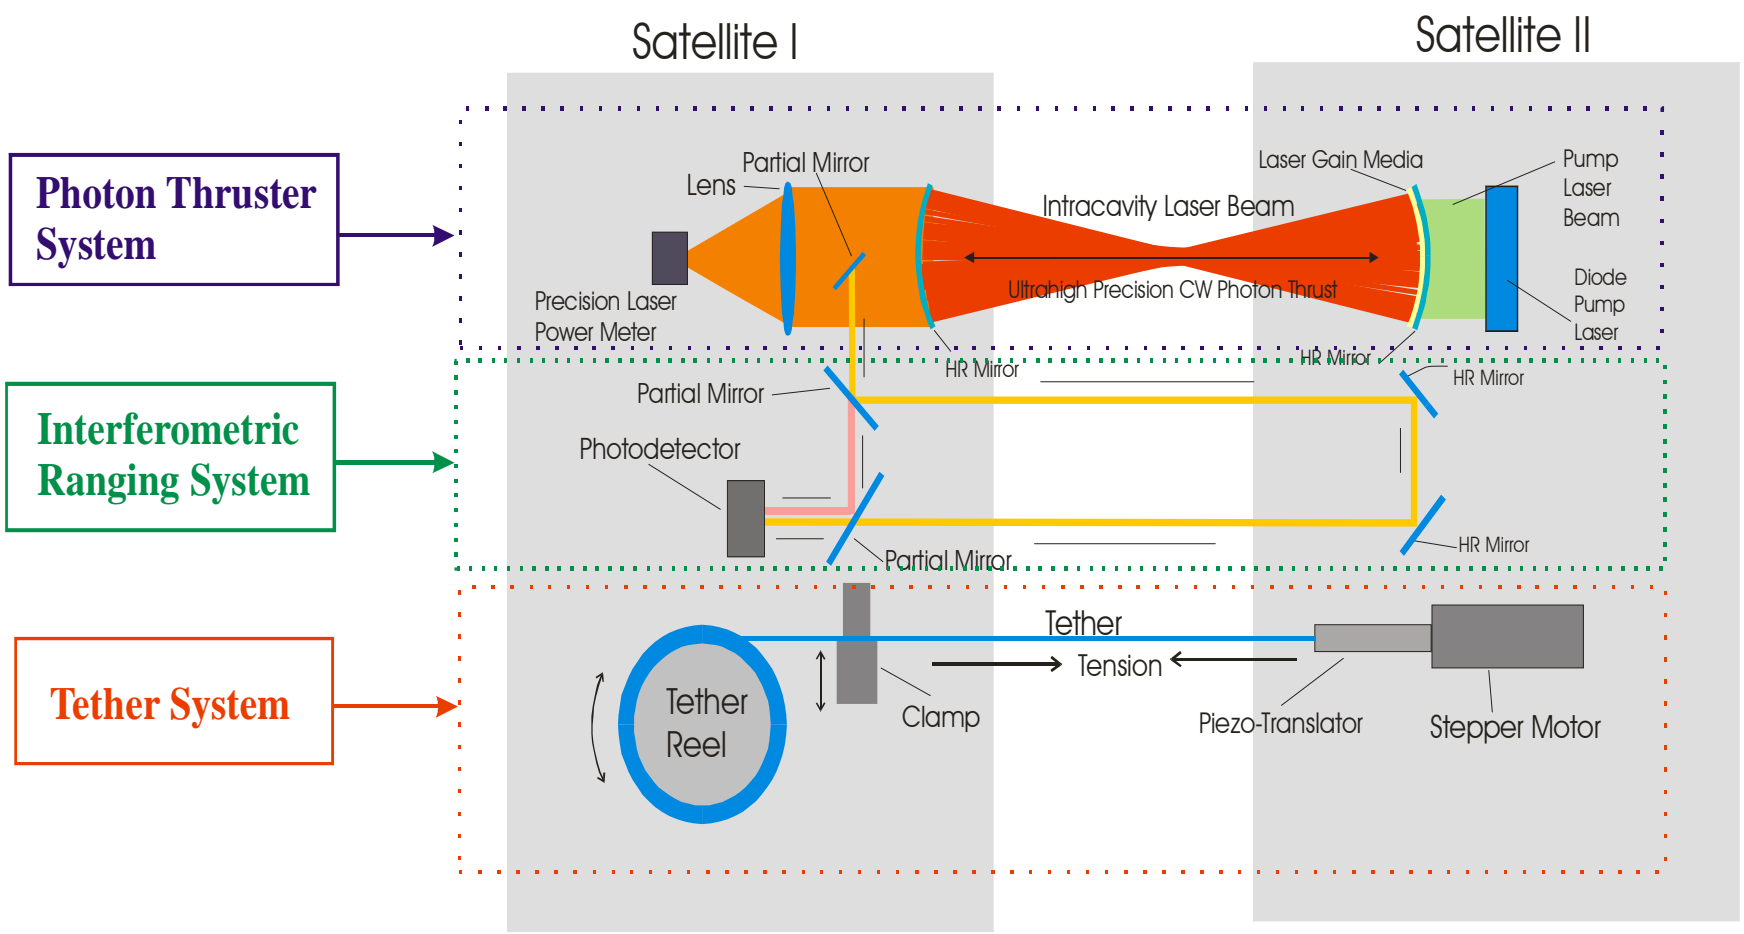 Satellite I
Satellite II
Photon Thruster
System
Partial Mirror
Lens
Precision Laser
Power Meter
Intracavity Laser Beam
Ultrahigh Precision CW Photon Thrust
Laser Gain Media
Pump
Laser
Beam
Diode
Pump
Laser
HR Mirror
HR Mirror
Interferometric
Ranging System
Partial Mirror
HR Mirror
Photodetector
Partial Mirror
HR Mirror
Tether System
Tether
Reel
Clamp
Tether
Tension
Piezo-Translator
Stepper Motor